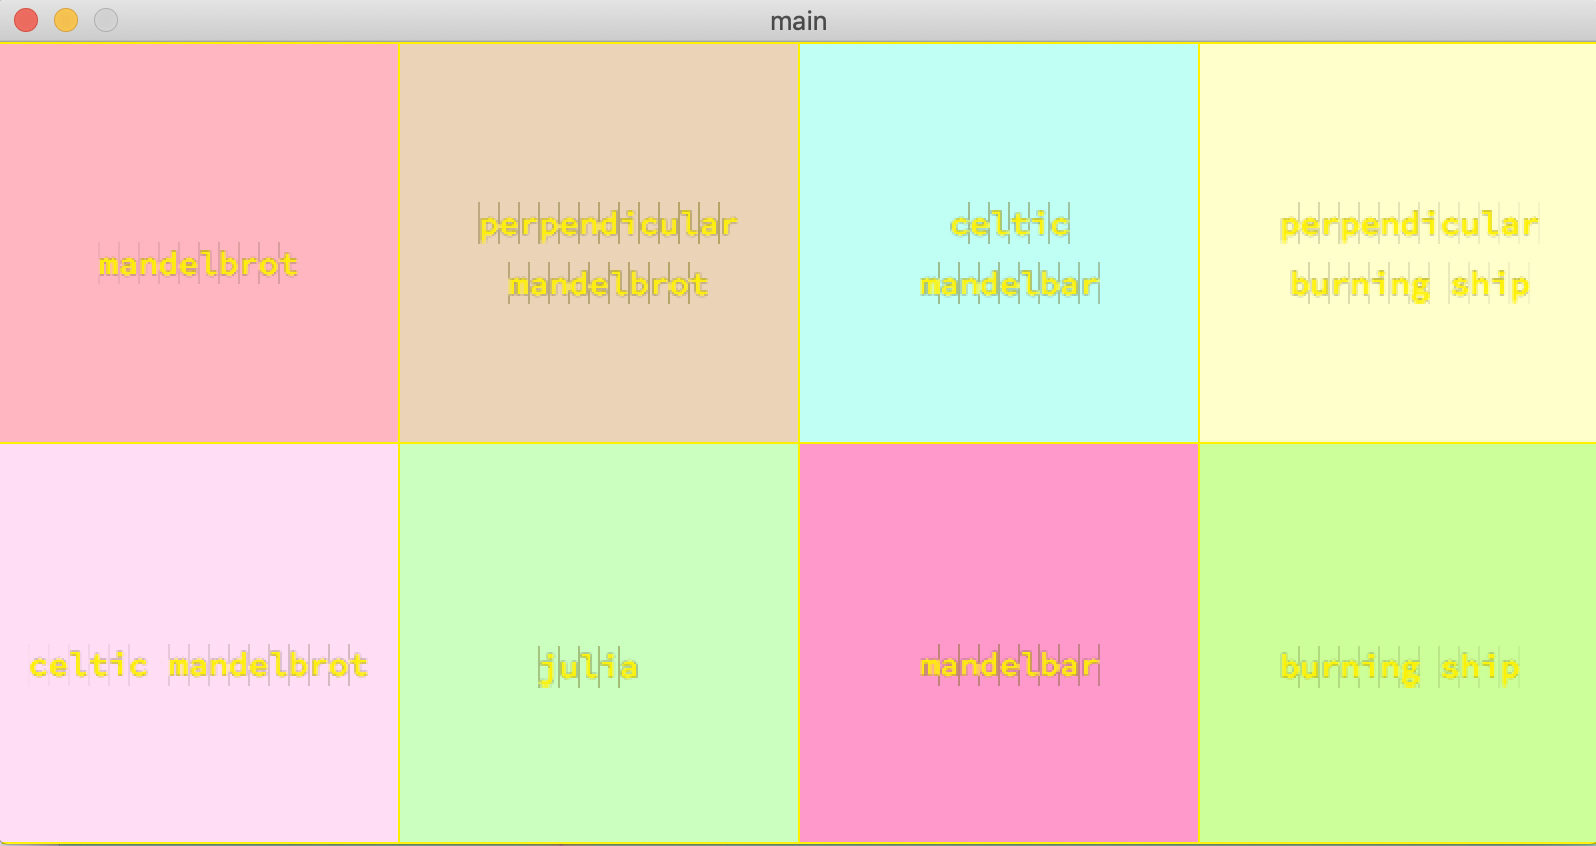 main
mandelbrot
perpendicular
mandelbrot
celtic
mandelbar
perpendicular
burning ship
celtic mandelbrot
julia
mandelbar
burning ship